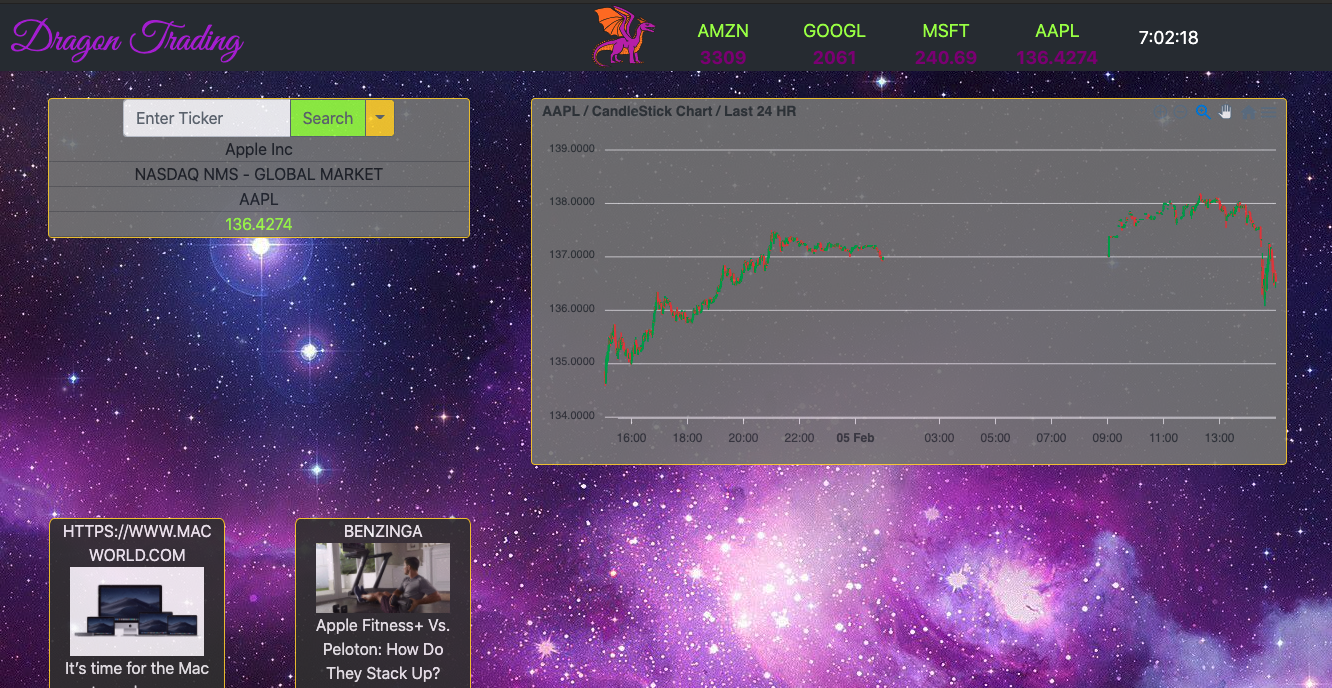 Dragon Trading
AMZN GOOGL MSFT AAPL
3309 2061 240.69 136.4274
7:02:18
Enter Ticker Search
Apple Inc
NASDAQ NMS - GLOBAL MARKET
AAPL
136.4274
AAPL / CandleStick Chart / Last 24 HR
139.0000
138.0000
137.0000
136.0000
135.0000
134.0000
16:00 18:00 20:00 22:00 05 Feb 03:00 05:00 07:00 09:00 11:00 13:00
HTTPS://WWW.MAC
WORLD.COM
It’s time for the Mac
BENZINGA
Apple Fitness+ Vs.
Peloton: How Do
They Stack Up?